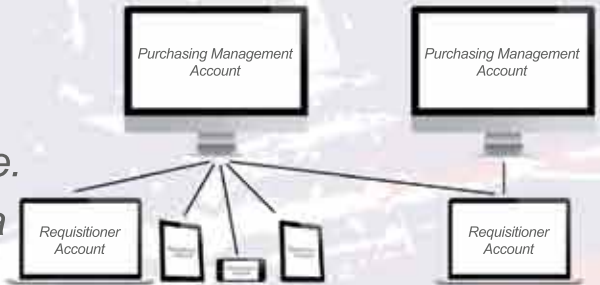 Purchasing Management
Account
Purchasing Management
Account
e.
a
Requisitioner
Account
Requisitioner
Account